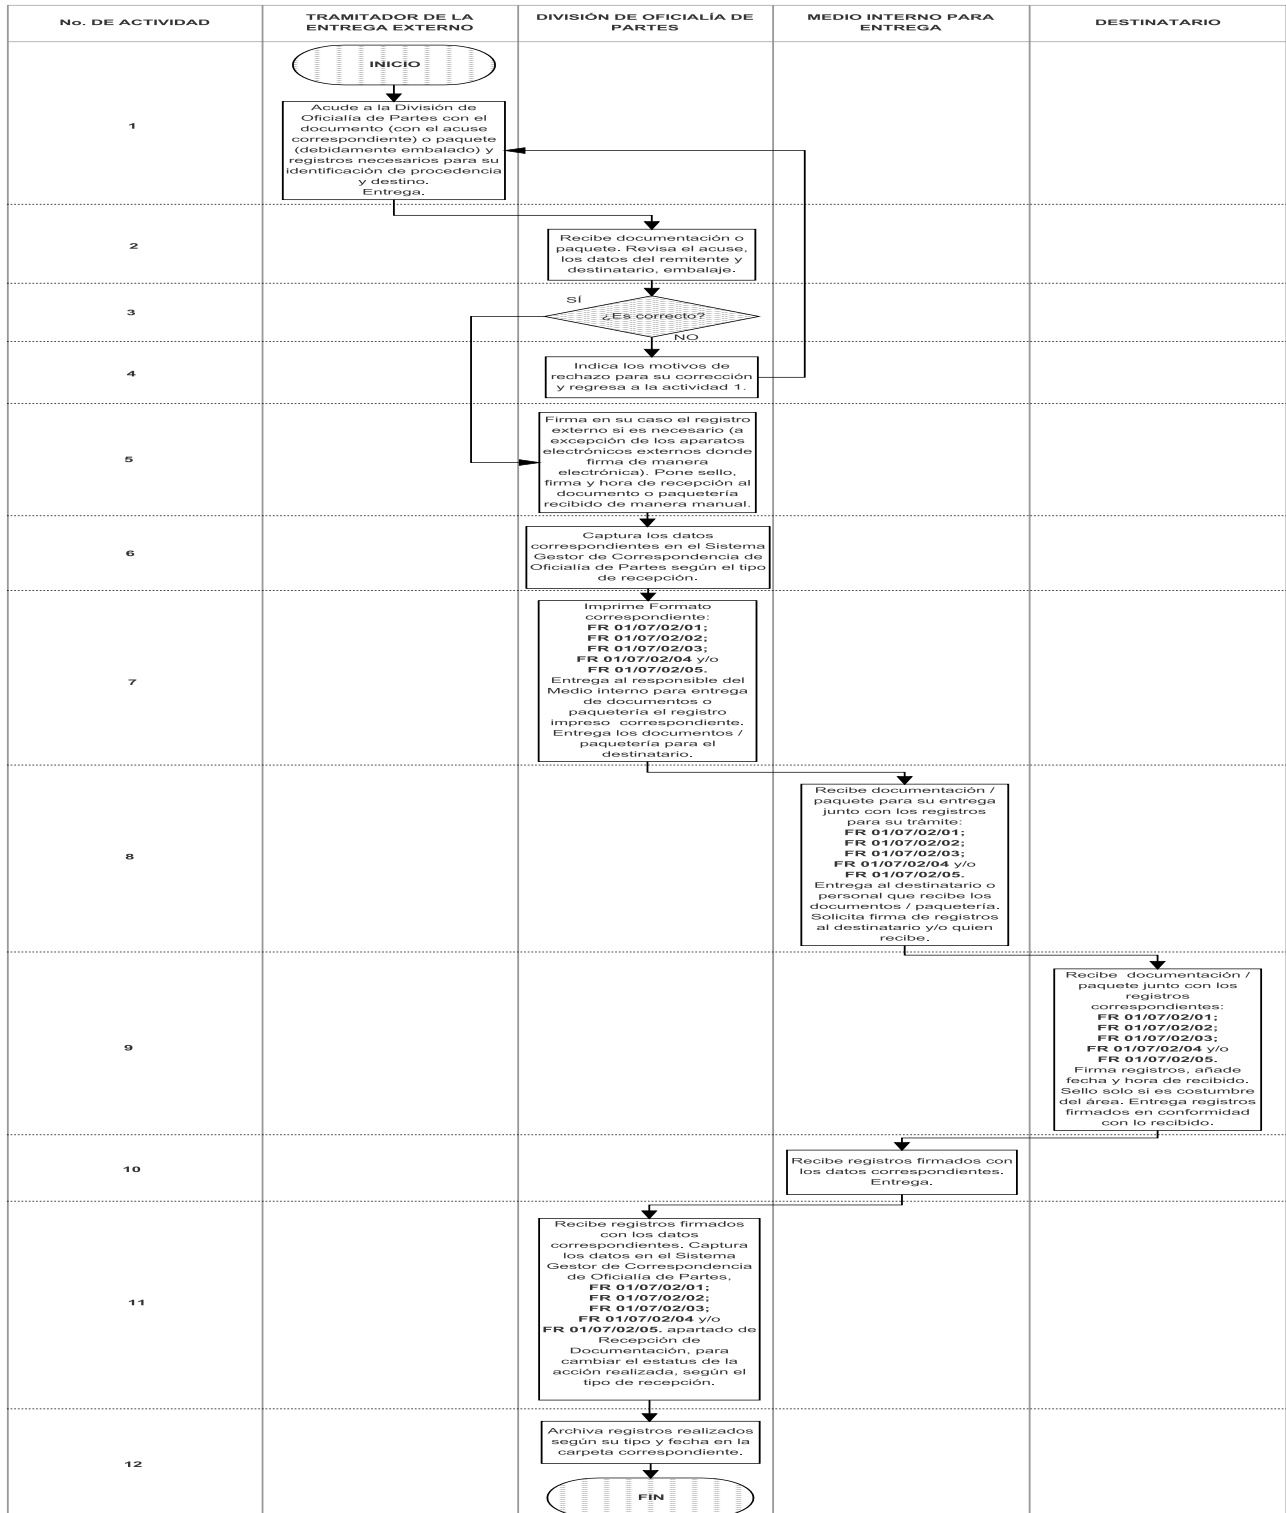 No. DE ACTIVIDAD
TRAMITADOR DE LA
ENTREGA EXTERNO
DIVISIÓN DE OFICIALÍA DE
PARTES
MEDIO INTERNO PARA
ENTREGA
DESTINATARIO
INICIO
1
Acude a la División de
Oficialía de Partes con el
documento (con el acuse
correspondiente) o paquete
(debidamente embalado) y
registros necesarios para su
identificación de procedencia
y destino.
Entrega.
2
Recibe documentación o
paquete. Revisa el acuse,
los datos del remitente y
destinatario, embalaje.
3
SÍ
¿Es correcto?
NO
4
Indica los motivos de
rechazo para su corrección
y regresa a la actividad 1.
5
Firma en su caso el registro
externo si es necesario (a
excepción de los aparatos
electrónicos externos donde
firma de manera
electrónica). Pone sello,
firma y hora de recepción al
documento o paquetería
recibido de manera manual.
6
Captura los datos
correspondientes en el Sistema
Gestor de Correspondencia de
Oficialía de Partes según el tipo
de recepción.
7
Imprime Formato
correspondiente:
FR 01/07/02/01;
FR 01/07/02/02;
FR 01/07/02/03;
FR 01/07/02/04 y/o
FR 01/07/02/05.
Entrega al responsible del
Medio interno para entrega
de documentos o
paquetería el registro
impreso correspondiente.
Entrega los documentos /
paquetería para el
destinatario.
8
Recibe documentación /
paquete para su entrega
junto con los registros
para su trámite:
FR 01/07/02/01;
FR 01/07/02/02;
FR 01/07/02/03;
FR 01/07/02/04 y/o
FR 01/07/02/05.
Entrega al destinatario o
personal que recibe los
documentos / paquetería.
Solicita firma de registros
al destinatario y/o quien
recibe.
9
Recibe documentación /
paquete junto con los
registros
correspondientes:
FR 01/07/02/01;
FR 01/07/02/02;
FR 01/07/02/03;
FR 01/07/02/04 y/o
FR 01/07/02/05.
Firma registros, añade
fecha y hora de recibido.
Sello solo si es costumbre
del área. Entrega registros
firmados en conformidad
con lo recibido.
10
Recibe registros firmados con
los datos correspondientes.
Entrega.
11
Recibe registros firmados
con los datos
correspondientes. Captura
los datos en el Sistema
Gestor de Correspondencia
de Oficialía de Partes,
FR 01/07/02/01;
FR 01/07/02/02;
FR 01/07/02/03;
FR 01/07/02/04 y/o
FR 01/07/02/05. apartado de
Recepción de
Documentación, para
cambiar el estatus de la
acción realizada, según el
tipo de recepción.
12
Archiva registros realizados
según su tipo y fecha en la
carpeta correspondiente.
FIN